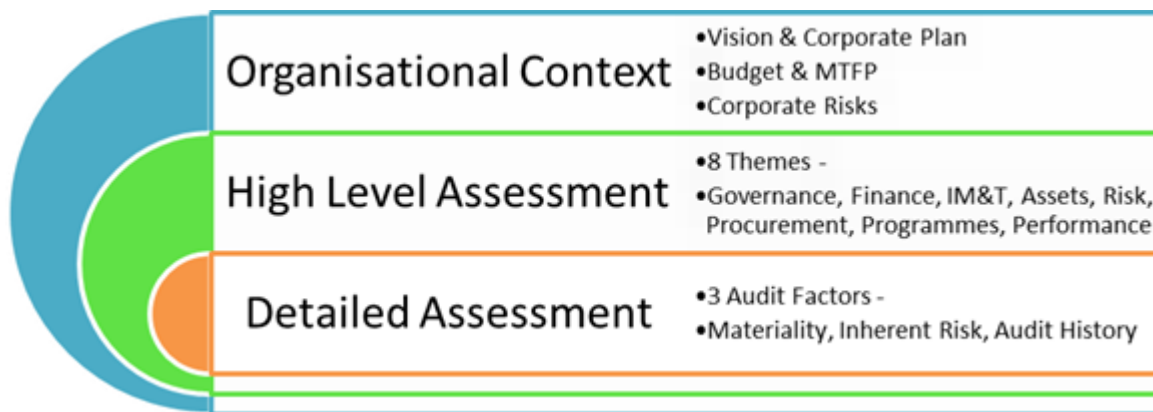 Organisational Context
•Vision & Corporate Plan
•Budget & MTFP
•Corporate Risks
High Level Assessment
•8 Themes -
•Governance, Finance, IM&T, Assets, Risk,
Procurement, Programmes, Performance
Detailed Assessment
•3 Audit Factors -
•Materiality, Inherent Risk, Audit History